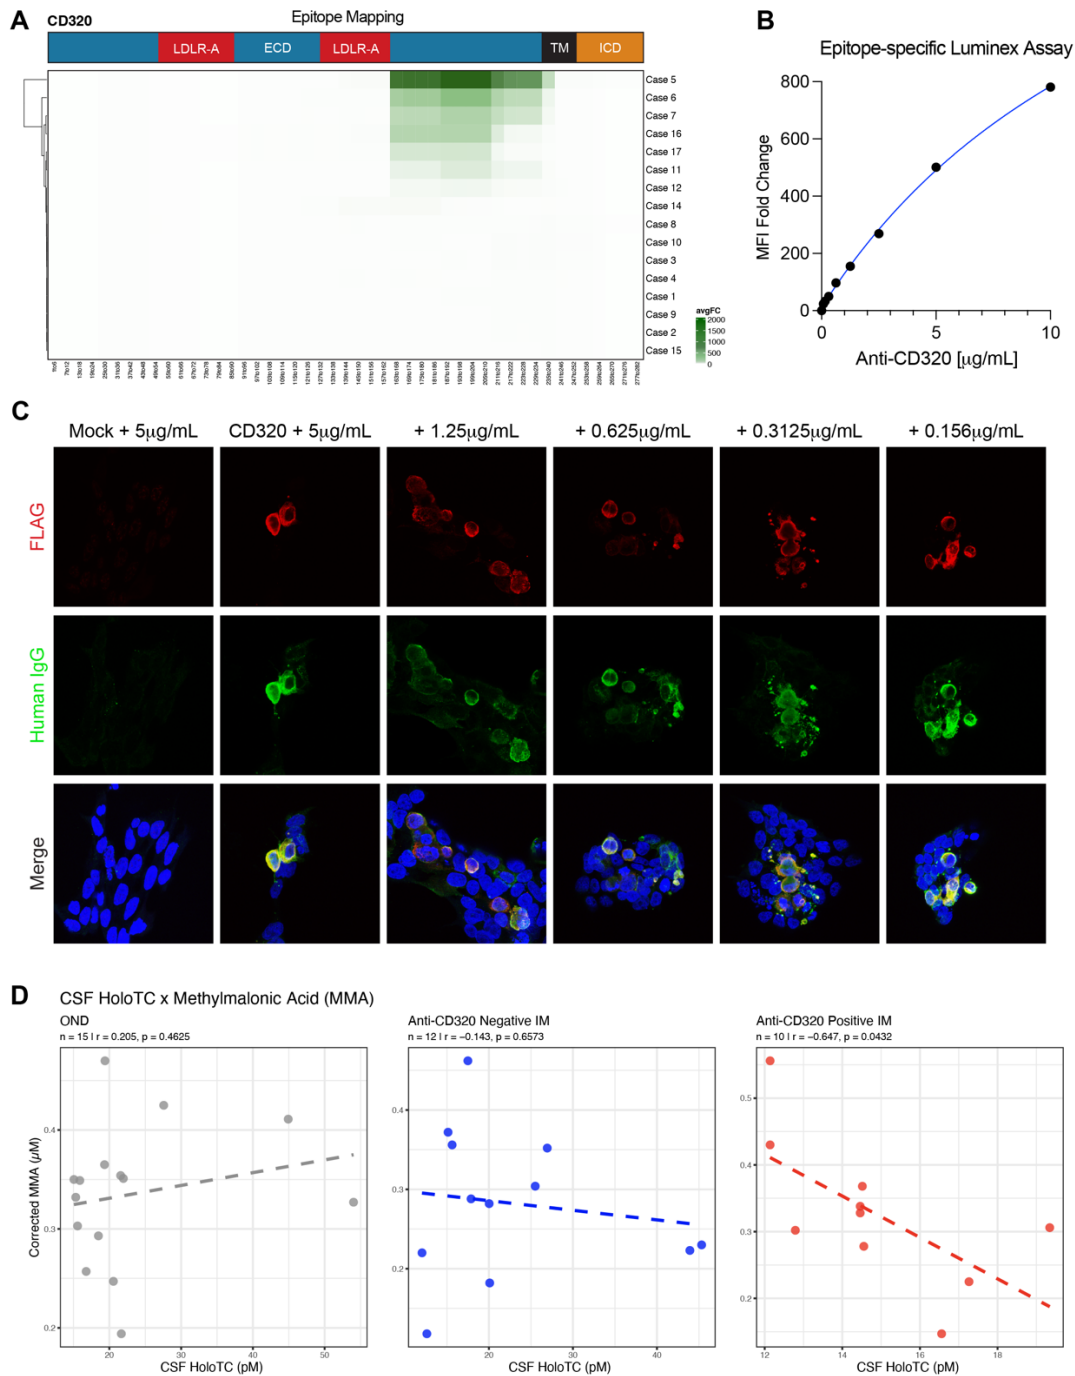 A
CD320
Epitope Mapping
LDLR-A
ECD
LDLR-A
TM
ICD
Case 5
Case 6
Case 7
Case 16
Case 17
Case 11
Case 12
Case 14
Case 8
Case 10
Case 3
Case 4
Case 1
Case 9
Case 2
Case 15
avgFC
2000
1500
1000
500
0
B
Epitope-specific Luminex Assay
MFI Fold Change
800
600
400
200
0
0
5
10
Anti-CD320 [µg/mL]
C
Mock + 5µg/mL
CD320 + 5µg/mL
+ 1.25µg/mL
+ 0.625µg/mL
+ 0.3125µg/mL
+ 0.156µg/mL
FLAG
Human IgG
Merge
D
CSF HoloTC x Methylmalonic Acid (MMA)
OND
n = 15 | r = 0.205, p = 0.4625
Corrected MMA (µM)
0.4
0.3
0.2
20
30
40
50
CSF HoloTC (pM)
Anti-CD320 Negative IM
n = 12 | r = −0.143, p = 0.6573
0.4
0.3
0.2
20
40
CSF HoloTC (pM)
Anti-CD320 Positive IM
n = 10 | r = −0.647, p = 0.0432
0.5
0.4
0.3
0.2
12
14
16
18
CSF HoloTC (pM)